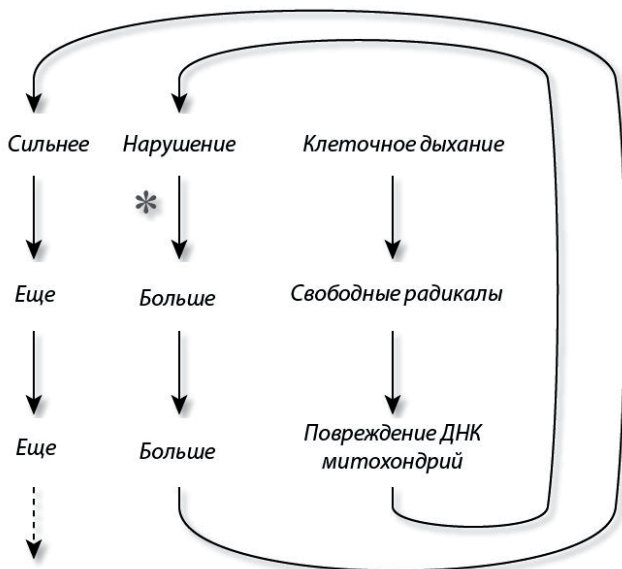 Сильнее Нарушение Клеточное дыхание
*
Еще Больше Свободные радикалы
Еще Больше Повреждение ДНК
митохондрий